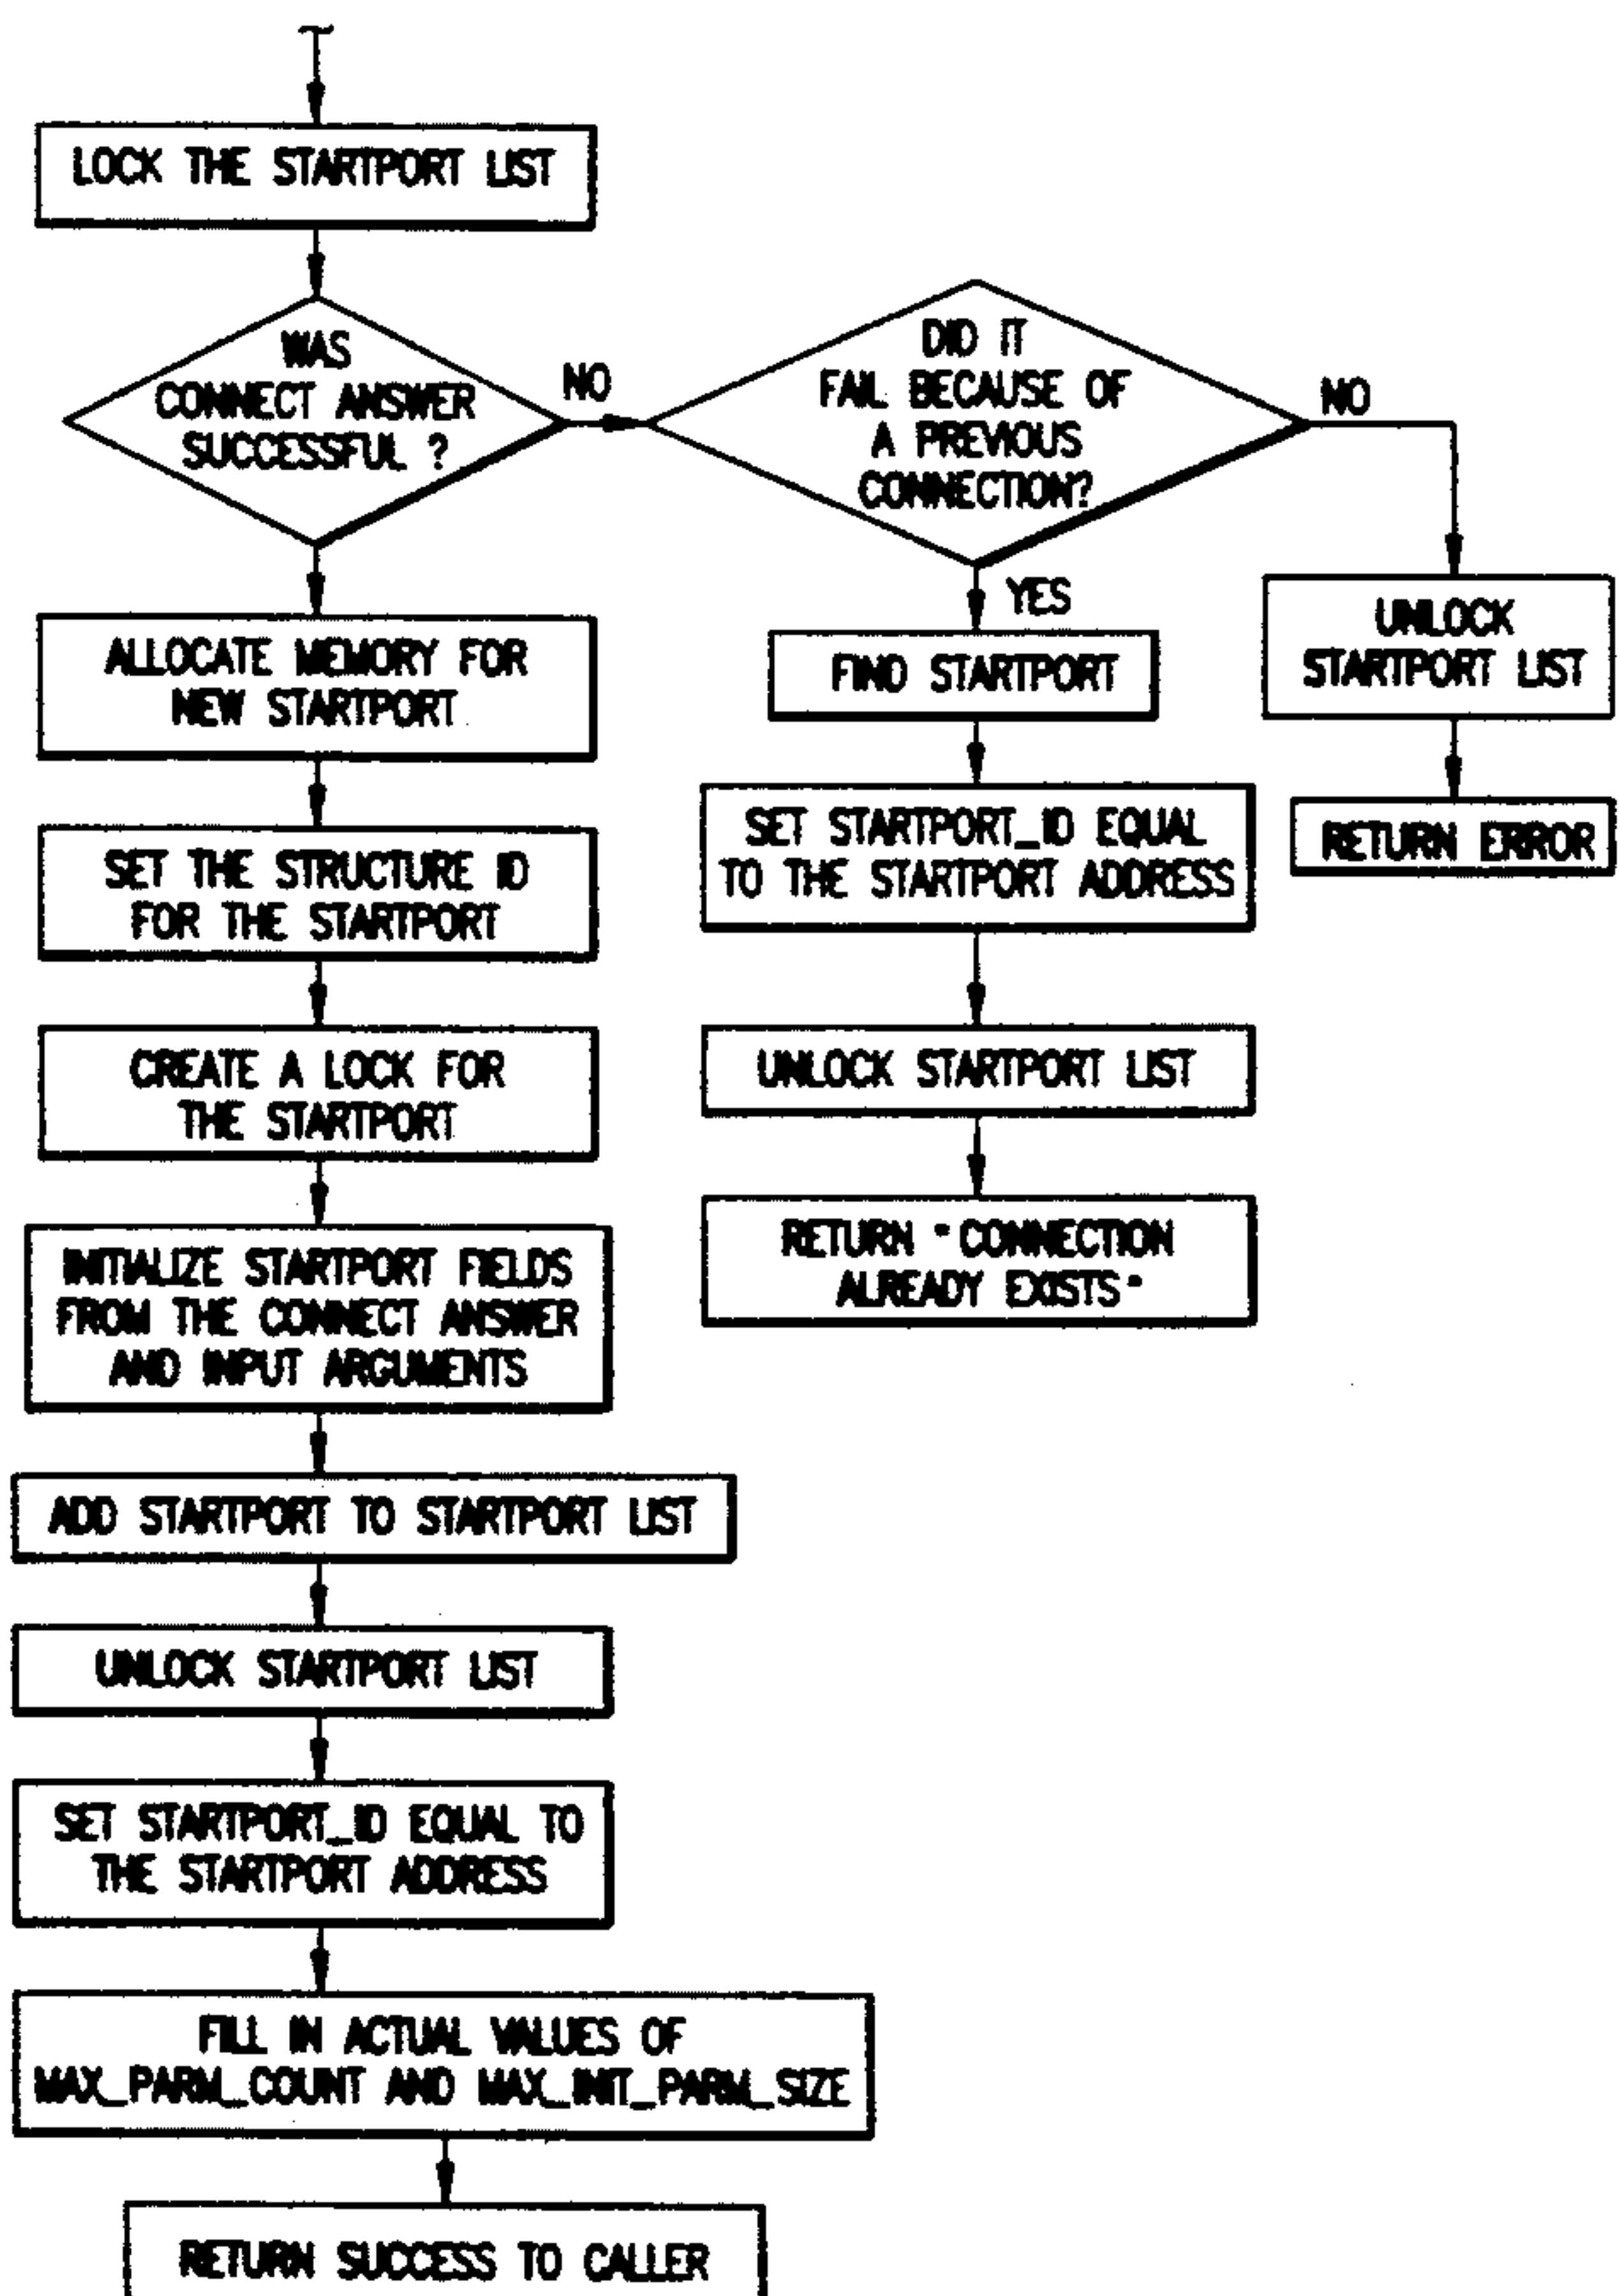 LOCK THE STARTPORT LIST
WAS
CONNECT ANSWER
SUCCESSFUL ?
NO
DID IT
FAIL BECAUSE OF
A PREVIOUS
CONNECTION?
NO
YES
UNLOCK
STARTPORT LIST
RETURN ERROR
FIND STARTPORT
SET STARTPORT_ID EQUAL
TO THE STARTPORT ADDRESS
UNLOCK STARTPORT LIST
RETURN "CONNECTION
ALREADY EXISTS"
ALLOCATE MEMORY FOR
NEW STARTPORT
SET THE STRUCTURE ID
FOR THE STARTPORT
CREATE A LOCK FOR
THE STARTPORT
INITIALIZE STARTPORT FIELDS
FROM THE CONNECT ANSWER
AND INPUT ARGUMENTS
ADD STARTPORT TO STARTPORT LIST
UNLOCK STARTPORT LIST
SET STARTPORT_ID EQUAL TO
THE STARTPORT ADDRESS
FILL IN ACTUAL VALUES OF
MAX_PARM_COUNT AND MAX_INIT_PARM_SIZE
RETURN SUCCESS TO CALLER